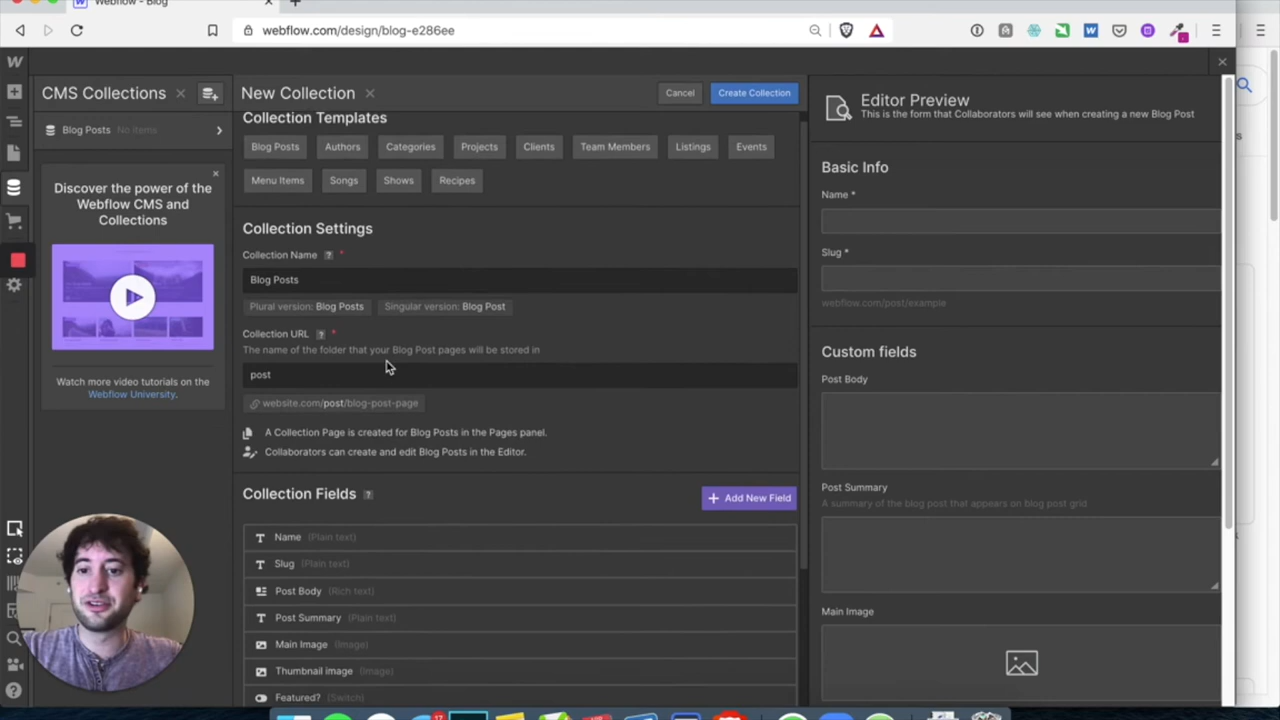 Webflow - Blog
webflow.com/design/blog-e286ee
CMS Collections
Blog Posts No items
Discover the power of the
Webflow CMS and
Collections
Watch more video tutorials on the
Webflow University.
New Collection
Cancel
Create Collection
Collection Templates
Blog Posts
Authors
Categories
Projects
Clients
Team Members
Listings
Events
Menu Items
Songs
Shows
Recipes
Collection Settings
Collection Name ? *
Blog Posts
Plural version: Blog Posts
Singular version: Blog Post
Collection URL ? *
The name of the folder that your Blog Post pages will be stored in
post
website.com/post/blog-post-page
A Collection Page is created for Blog Posts in the Pages panel.
Collaborators can create and edit Blog Posts in the Editor.
Collection Fields ?
+ Add New Field
Name (Plain text)
Slug (Plain text)
Post Body (Rich text)
Post Summary (Plain text)
Main Image (Image)
Thumbnail image (Image)
Featured? (Switch)
Editor Preview
This is the form that Collaborators will see when creating a new Blog Post
Basic Info
Name *
Slug *
webflow.com/post/example
Custom fields
Post Body
Post Summary
A summary of the blog post that appears on blog post grid
Main Image
17